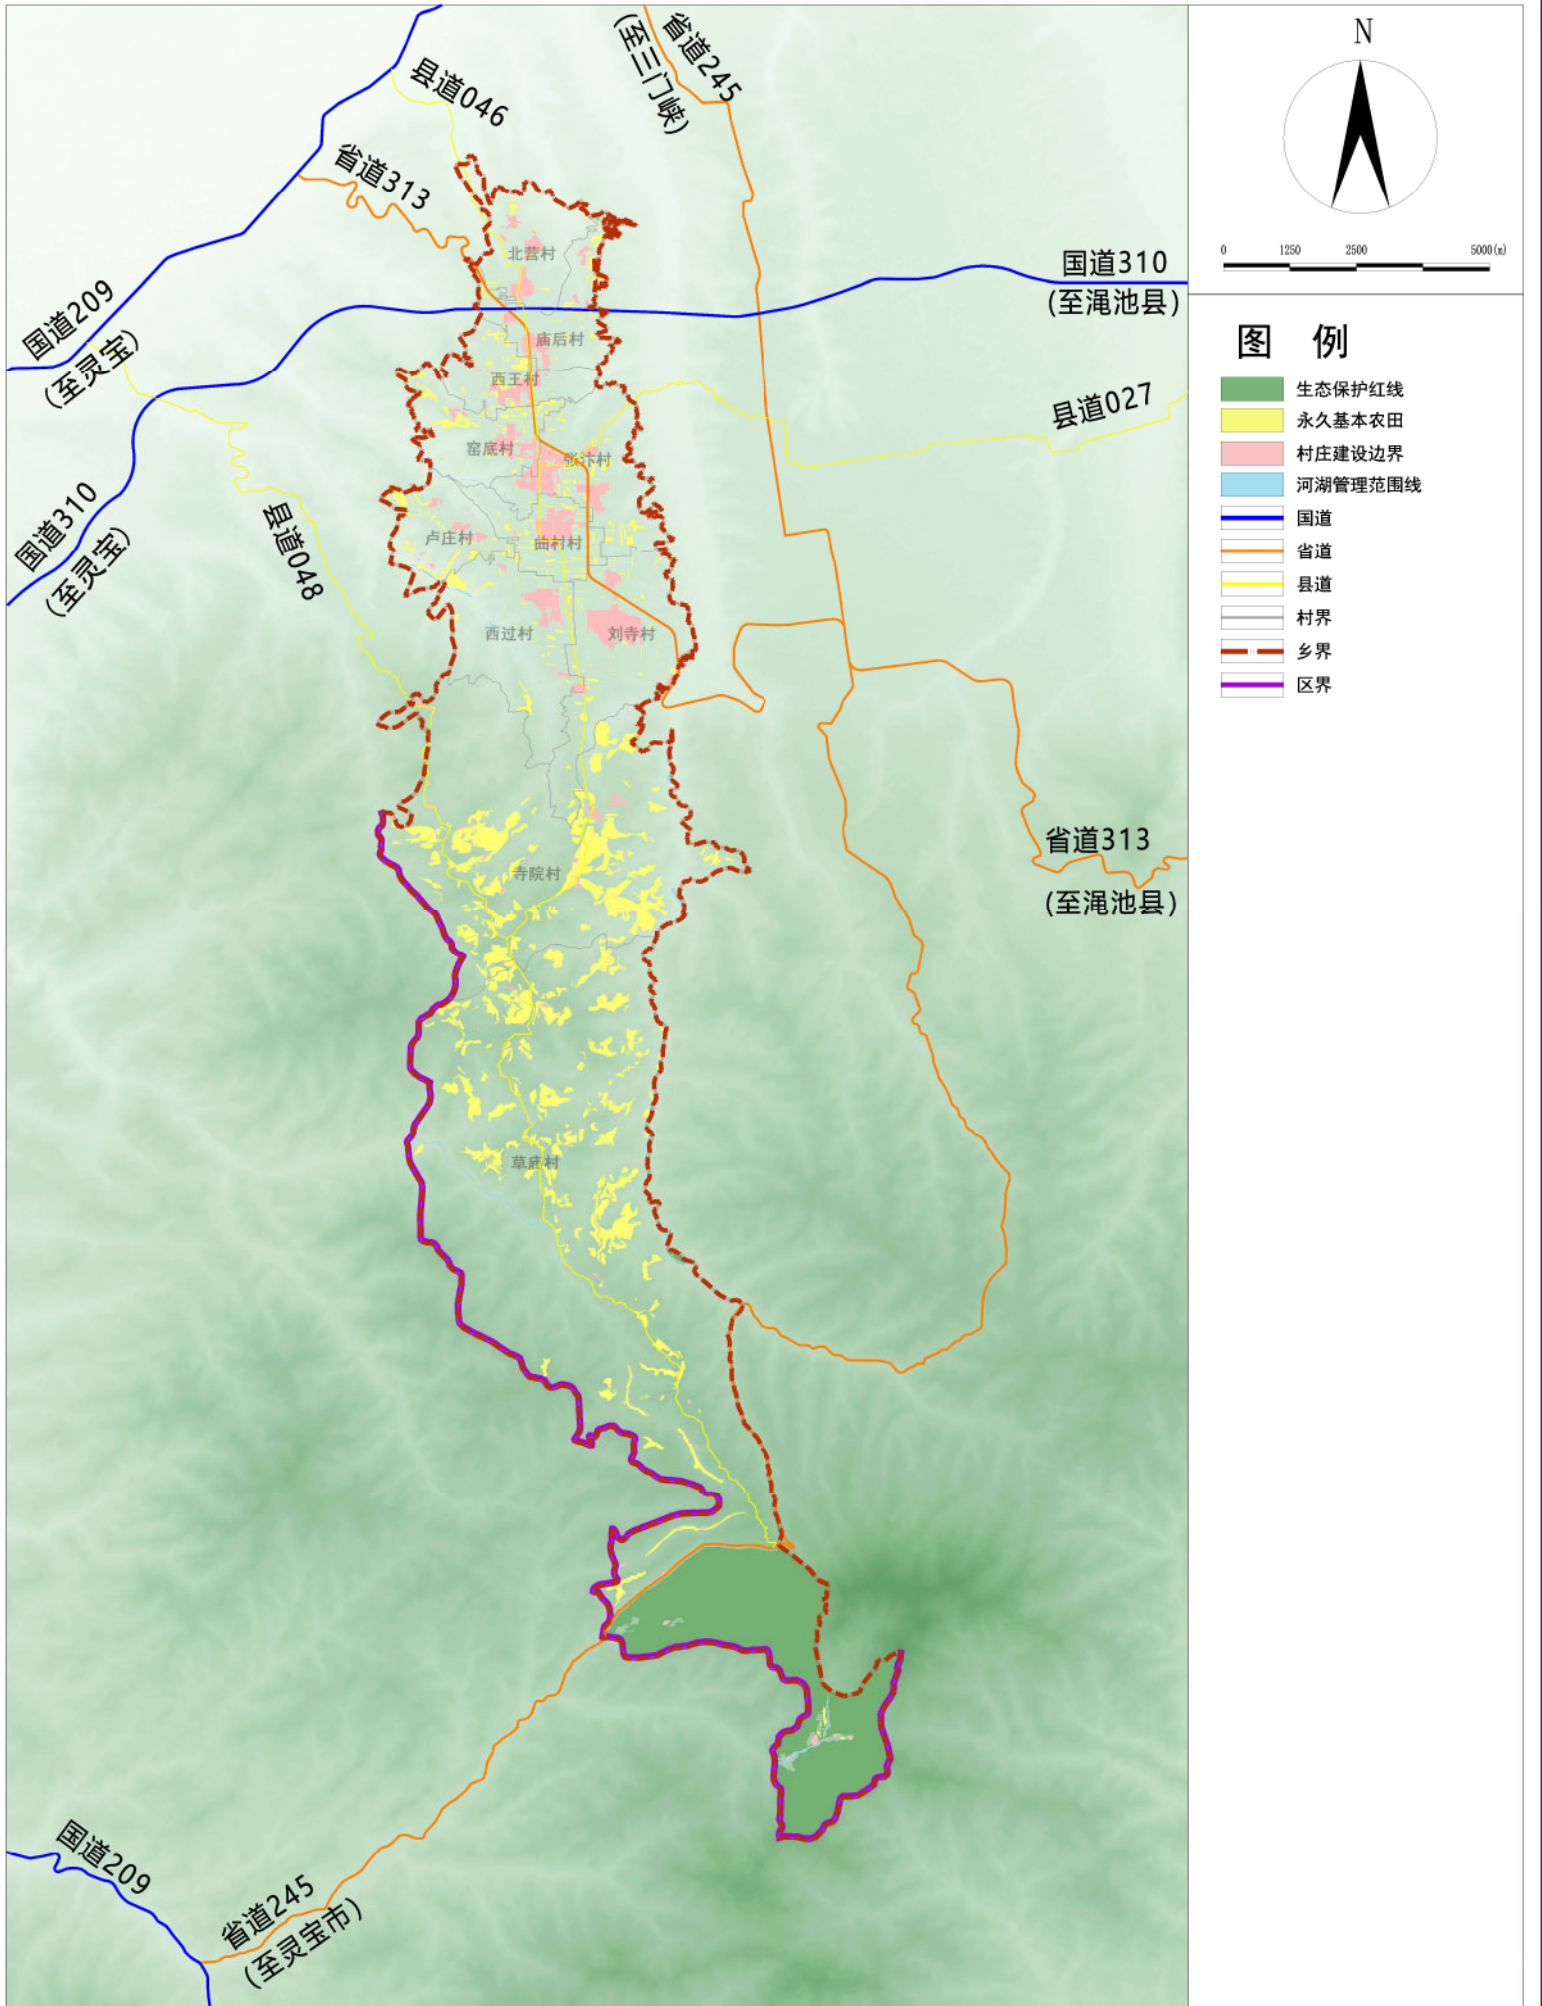 省道245
(至三门峡)
县道046
省道313
国道209
(至灵宝)
国道310
(至渑池县)
北营村
庙后村
西王村
县道027
窑底村
张汴村
国道310
(至灵宝)
县道048
卢庄村
曲村村
西过村
刘寺村
省道313
(至渑池县)
寺院村
草庙村
国道209
省道245
(至灵宝市)
N
0 1250 2500 5000(m)
图 例
生态保护红线
永久基本农田
村庄建设边界
河湖管理范围线
国道
省道
县道
村界
乡界
区界